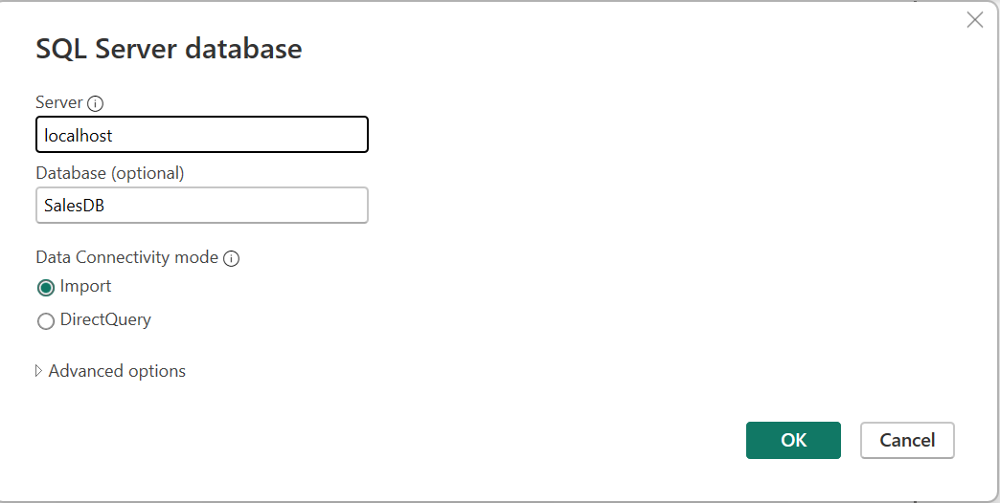 SQL Server database
Server
localhost
Database (optional)
SalesDB
Data Connectivity mode
Import
DirectQuery
Advanced options
OK
Cancel